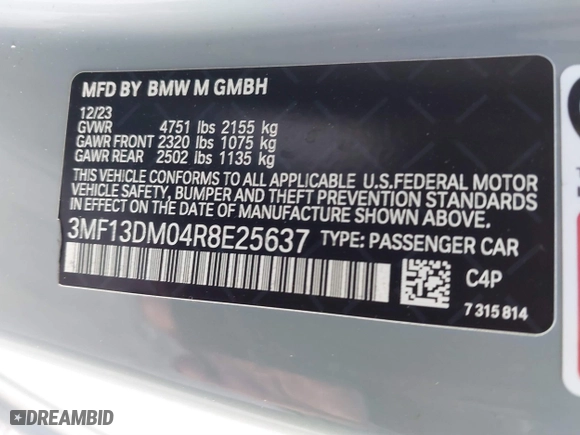 MFD BY BMW M GMBH
12/23
GVWR 4751 lbs 2155 kg
GAWR FRONT 2320 lbs 1075 kg
GAWR REAR 2502 lbs 1135 kg
THIS VEHICLE CONFORMS TO ALL APPLICABLE U.S.FEDERAL MOTOR
VEHICLE SAFETY, BUMPER AND THEFT PREVENTION STANDARDS
IN EFFECT ON THE DATE OF MANUFACTURE SHOWN ABOVE.
3MF13DM04R8E25637 TYPE: PASSENGER CAR
C4P
7 315 814
DREAMBID